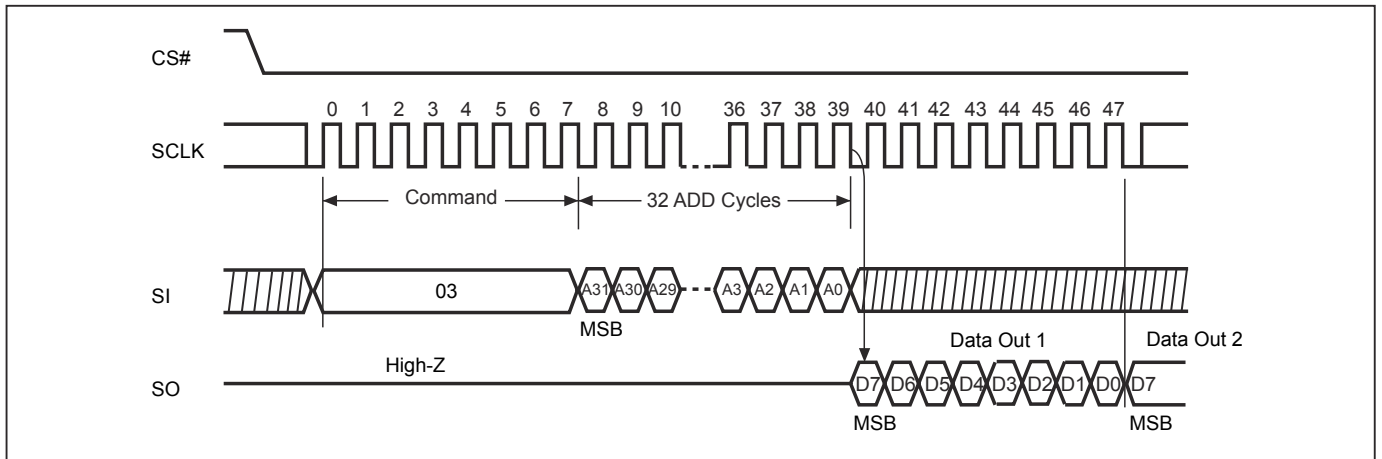 CS#
0 1 2 3 4 5 6 7 8 9 10 36 37 38 39 40 41 42 43 44 45 46 47
SCLK
Command 32 ADD Cycles
SI 03 A31 A30 A29 A3 A2 A1 A0
MSB
Data Out 1 Data Out 2
High-Z
SO D7 D6 D5 D4 D3 D2 D1 D0 D7
MSB MSB